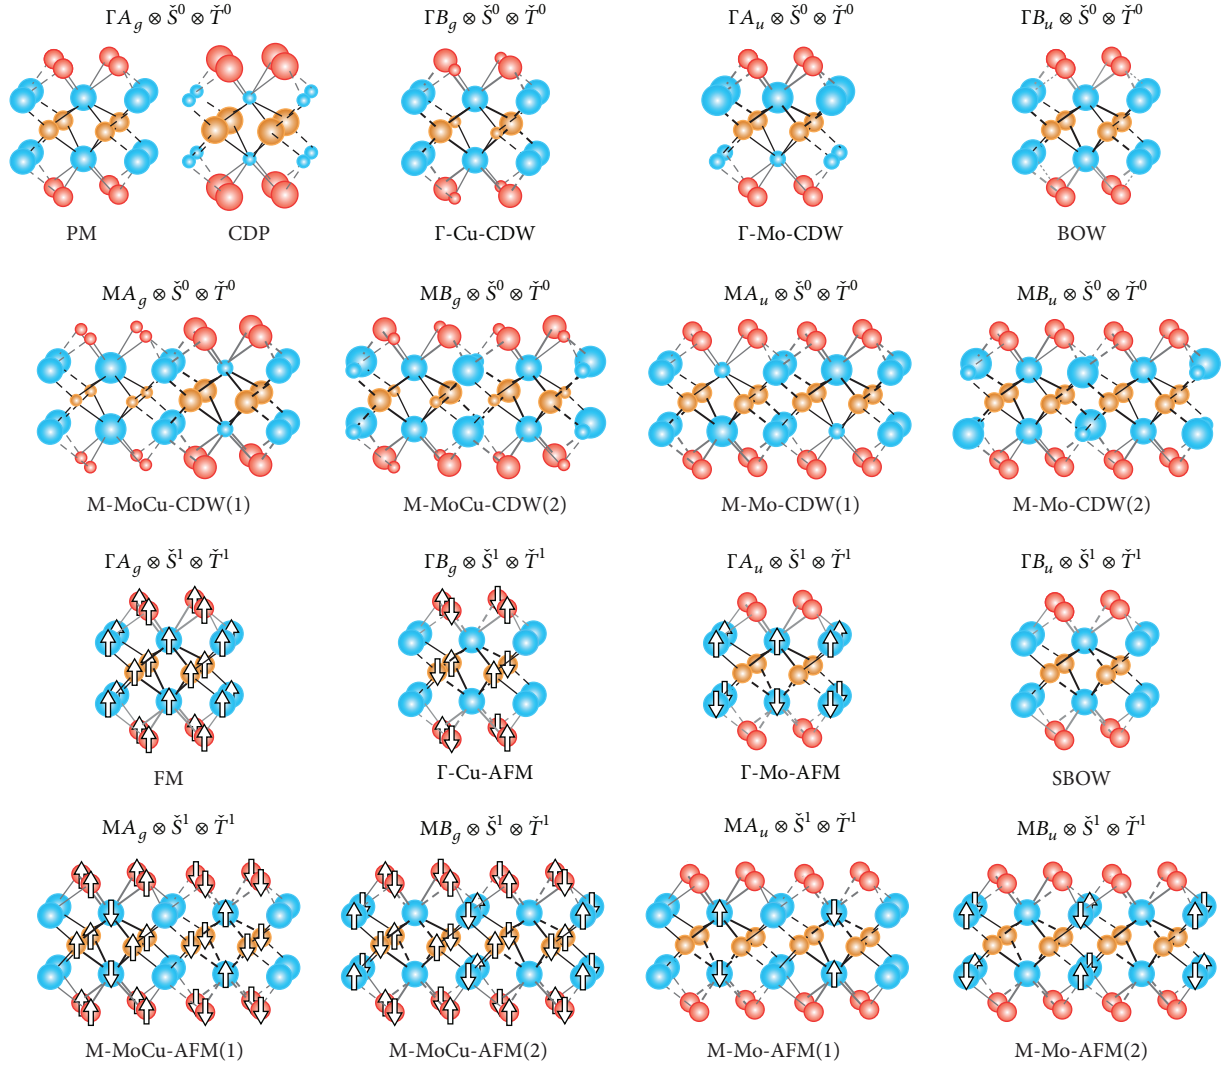 ΓA_g ⊗ Š^0 ⊗ Ť^0 ΓB_g ⊗ Š^0 ⊗ Ť^0 ΓA_u ⊗ Š^0 ⊗ Ť^0 ΓB_u ⊗ Š^0 ⊗ Ť^0
PM CDP Γ-Cu-CDW Γ-Mo-CDW BOW
MA_g ⊗ Š^0 ⊗ Ť^0 MB_g ⊗ Š^0 ⊗ Ť^0 MA_u ⊗ Š^0 ⊗ Ť^0 MB_u ⊗ Š^0 ⊗ Ť^0
M-MoCu-CDW(1) M-MoCu-CDW(2) M-Mo-CDW(1) M-Mo-CDW(2)
ΓA_g ⊗ Š^1 ⊗ Ť^1 ΓB_g ⊗ Š^1 ⊗ Ť^1 ΓA_u ⊗ Š^1 ⊗ Ť^1 ΓB_u ⊗ Š^1 ⊗ Ť^1
FM Γ-Cu-AFM Γ-Mo-AFM SBOW
MA_g ⊗ Š^1 ⊗ Ť^1 MB_g ⊗ Š^1 ⊗ Ť^1 MA_u ⊗ Š^1 ⊗ Ť^1 MB_u ⊗ Š^1 ⊗ Ť^1
M-MoCu-AFM(1) M-MoCu-AFM(2) M-Mo-AFM(1) M-Mo-AFM(2)